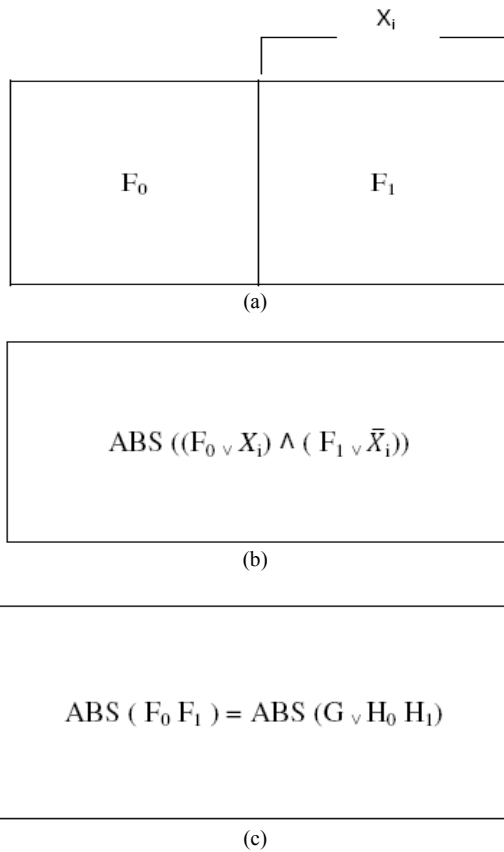 Xᵢ
F₀ F₁
(a)
ABS ((F₀ ∨ Xᵢ) ∧ ( F₁ ∨ X̄ᵢ))
(b)
ABS ( F₀ F₁ ) = ABS (G ∨ H₀ H₁)
(c)